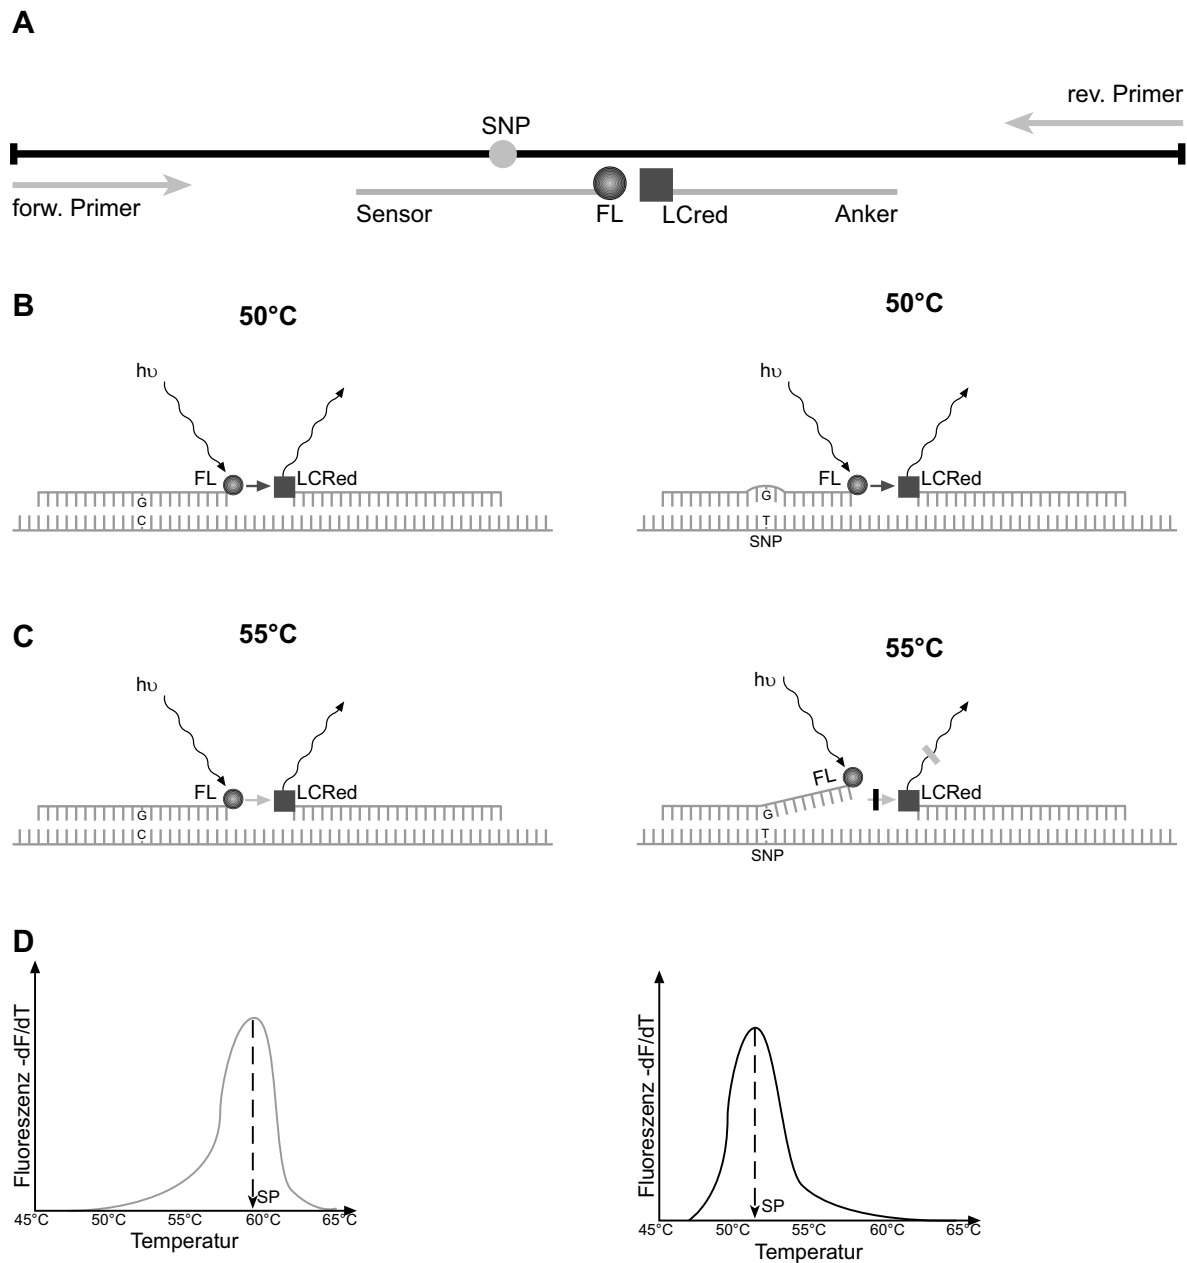 A
rev. Primer
SNP
forw. Primer
Sensor
FL
LCred
Anker
B
50°C
50°C
hυ
hυ
FL
LCRed
FL
LCRed
G
C
G
T
SNP
C
55°C
55°C
hυ
hυ
FL
LCRed
FL
LCRed
G
C
G
T
SNP
D
Fluoreszenz -dF/dT
SP
45°C 50°C 55°C 60°C 65°C
Temperatur
Fluoreszenz -dF/dT
SP
45°C 50°C 55°C 60°C 65°C
Temperatur